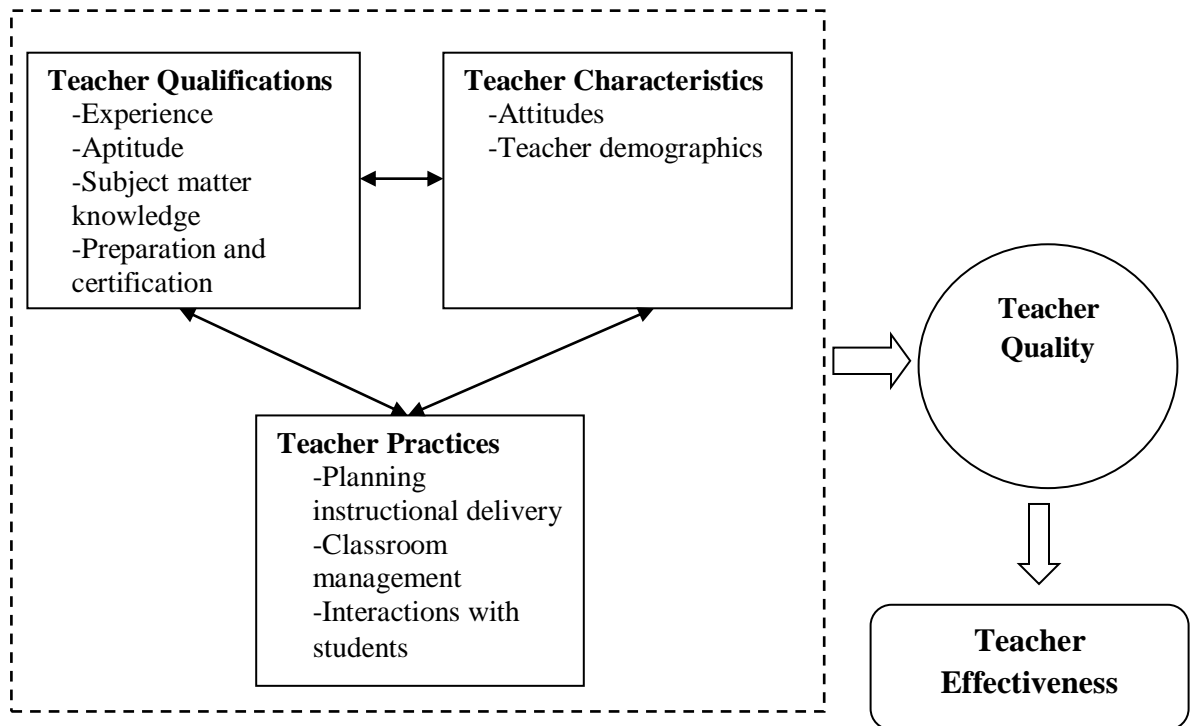 Teacher Qualifications
-Experience
-Aptitude
-Subject matter
knowledge
-Preparation and
certification
Teacher Characteristics
-Attitudes
-Teacher demographics
Teacher Practices
-Planning
instructional delivery
-Classroom
management
-Interactions with
students
Teacher
Quality
Teacher
Effectiveness